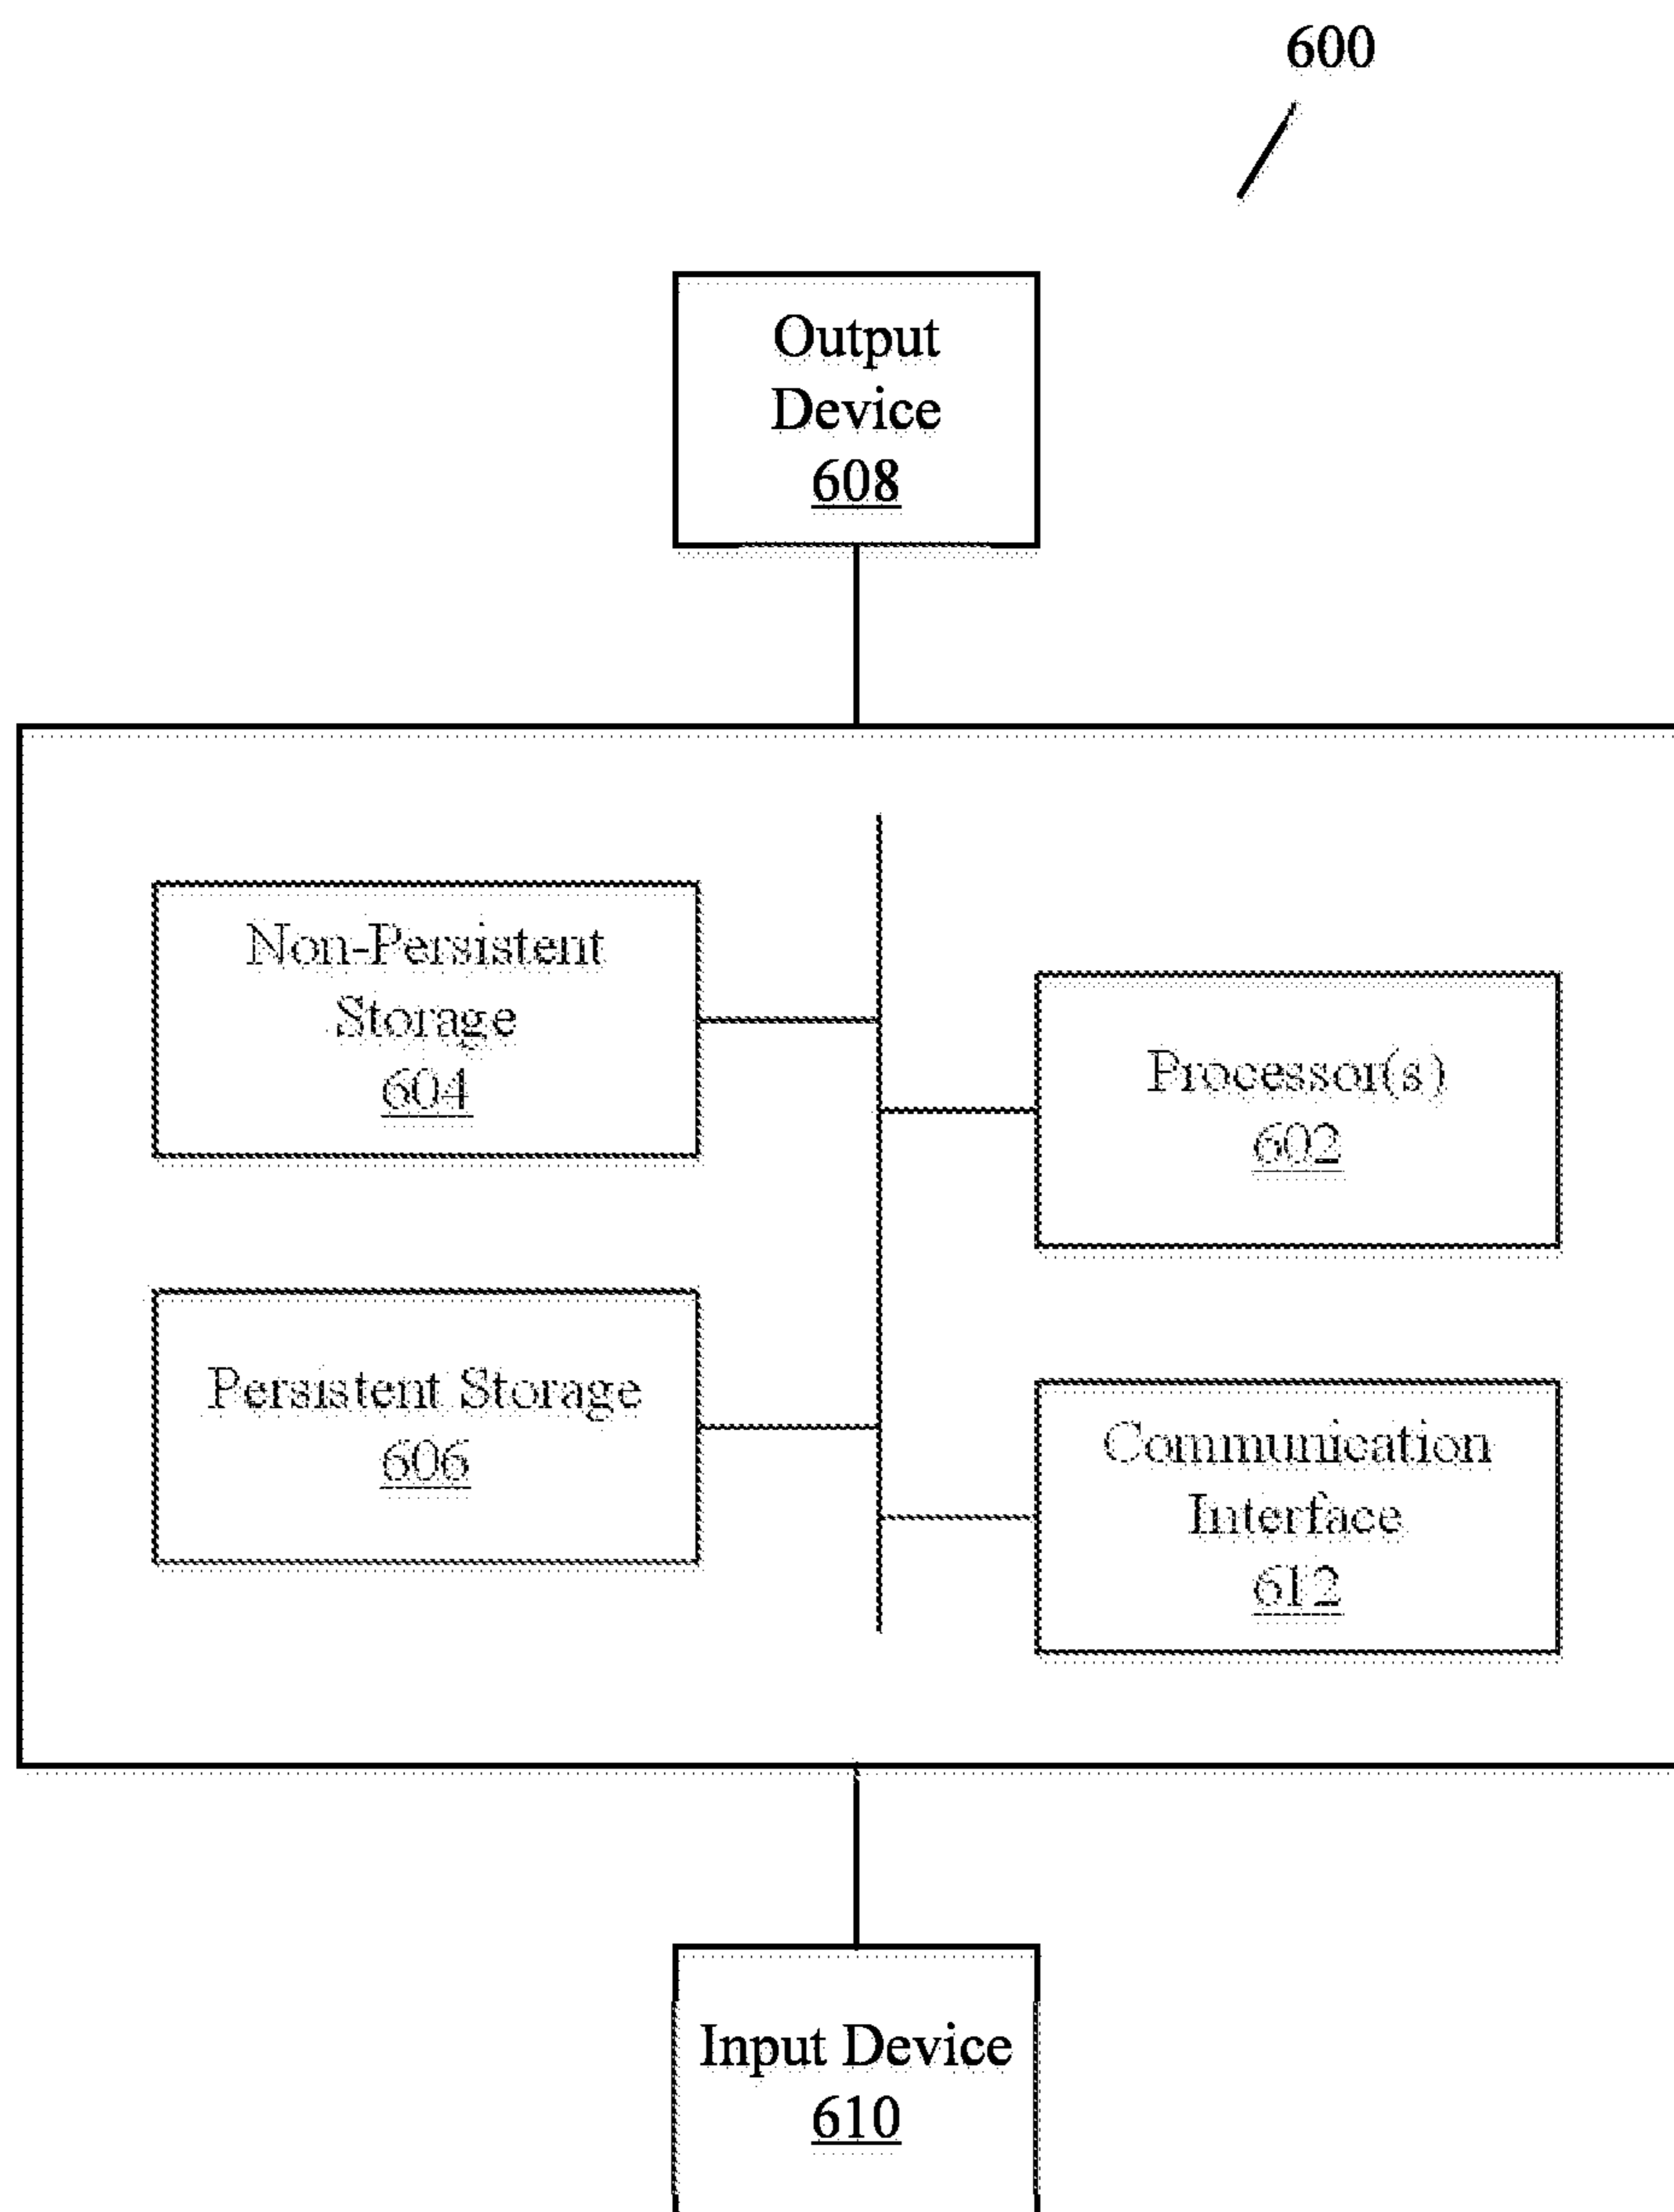 600
Output
Device
608
Non-Persistent
Storage
604
Processor(s)
602
Persistent Storage
606
Communication
Interface
612
Input Device
610